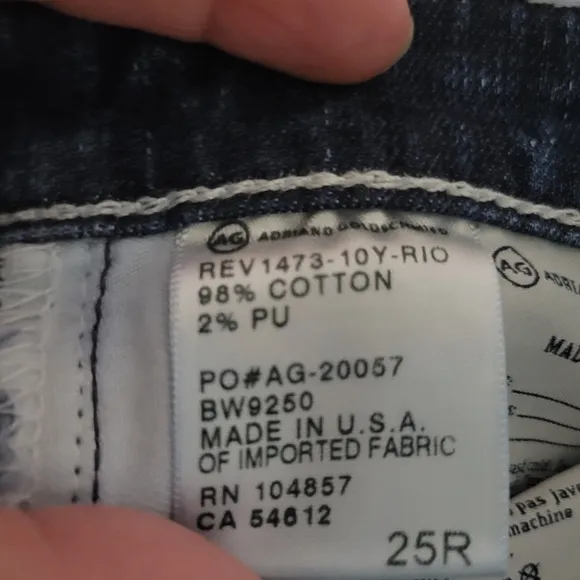 AG ADRIANO GOLDSCHMIED
REV1473-10Y-RIO
98% COTTON
2% PU
PO#AG-20057
BW9250
MADE IN U.S.A.
OF IMPORTED FABRIC
RN 104857
CA 54612
25R
AG
pas
machine